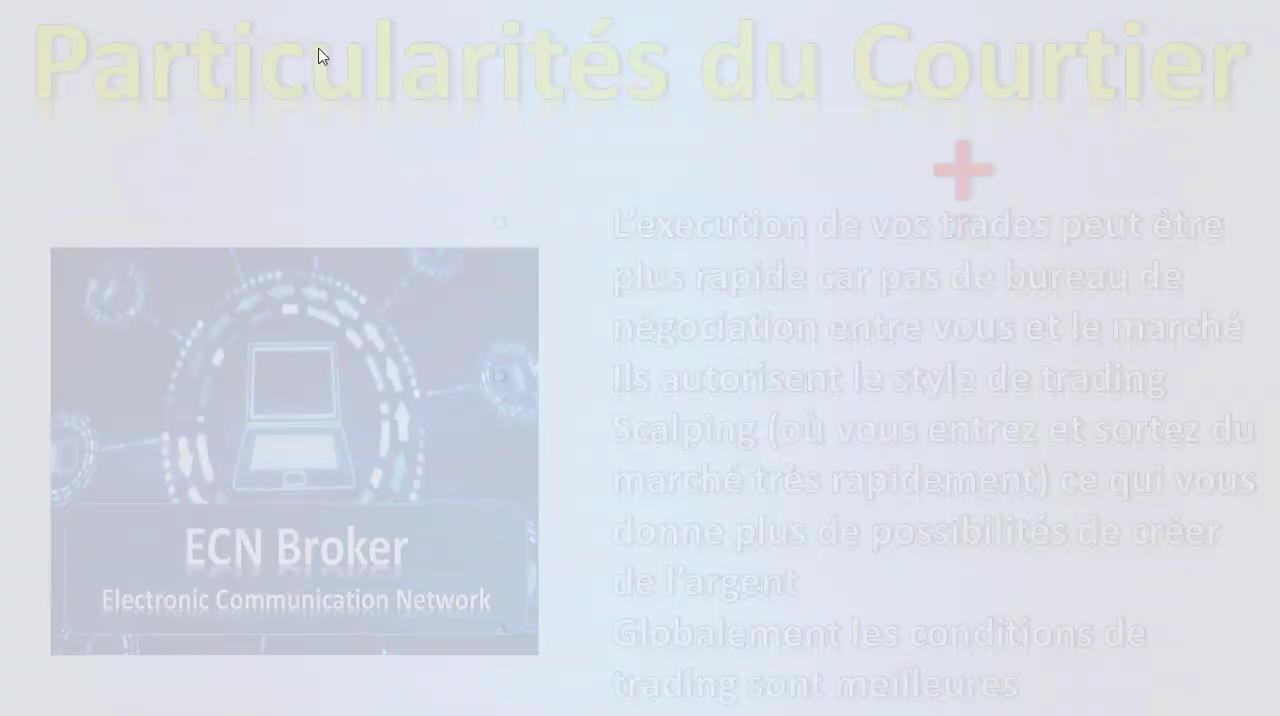 Particularités du Courtier
+
L'execution de vos trades peut être
plus rapide car pas de bureau de
négociation entre vous et le marché
Ils autorisent le style de trading
Scalping (où vous entrez et sortez du
marché très rapidement) ce qui vous
donne plus de possibilités de créer
de l'argent
Globalement les conditions de
trading sont meilleures
ECN Broker
Electronic Communication Network